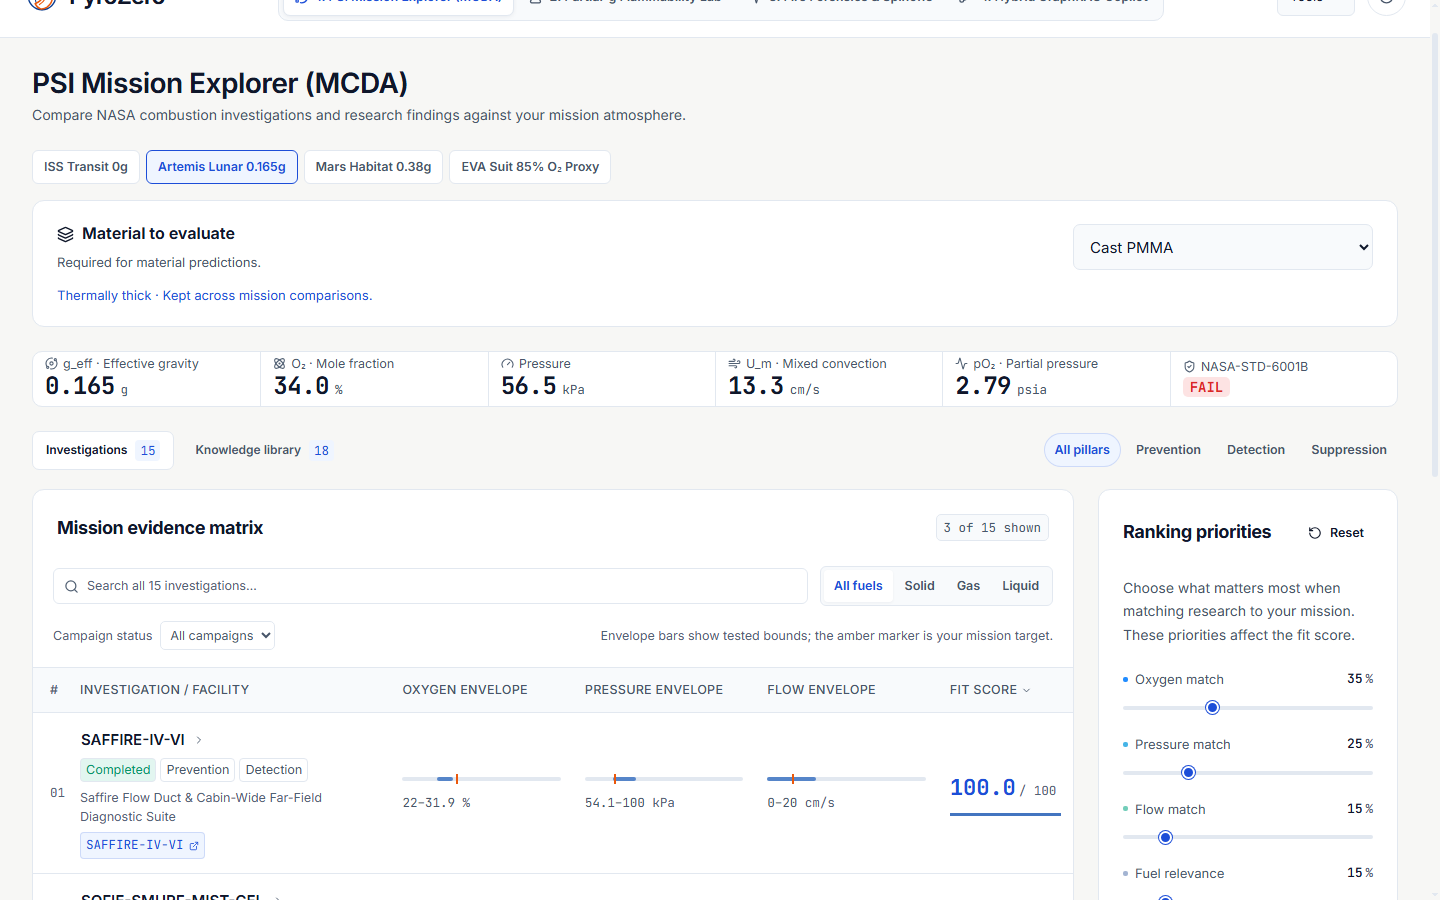 PSI Mission Explorer (MCDA)
Compare NASA combustion investigations and research findings against your mission atmosphere.
ISS Transit 0g
Artemis Lunar 0.165g
Mars Habitat 0.38g
EVA Suit 85% O₂ Proxy
Material to evaluate
Required for material predictions.
Thermally thick · Kept across mission comparisons.
Cast PMMA
g_eff · Effective gravity
0.165 g
O₂ · Mole fraction
34.0 %
Pressure
56.5 kPa
U_m · Mixed convection
13.3 cm/s
pO₂ · Partial pressure
2.79 psia
NASA-STD-6001B
FAIL
Investigations 15
Knowledge library 18
All pillars
Prevention
Detection
Suppression
Mission evidence matrix
3 of 15 shown
Search all 15 investigations...
All fuels
Solid
Gas
Liquid
Campaign status
All campaigns
Envelope bars show tested bounds; the amber marker is your mission target.
# INVESTIGATION / FACILITY OXYGEN ENVELOPE PRESSURE ENVELOPE FLOW ENVELOPE FIT SCORE
01
SAFFIRE-IV-VI
Completed
Prevention
Detection
Saffire Flow Duct & Cabin-Wide Far-Field
Diagnostic Suite
SAFFIRE-IV-VI
22–31.9 %
54.1–100 kPa
0–20 cm/s
100.0 / 100
SOFIE-SMURF-MIST-GEL
Ranking priorities
Reset
Choose what matters most when
matching research to your mission.
These priorities affect the fit score.
Oxygen match 35 %
Pressure match 25 %
Flow match 15 %
Fuel relevance 15 %